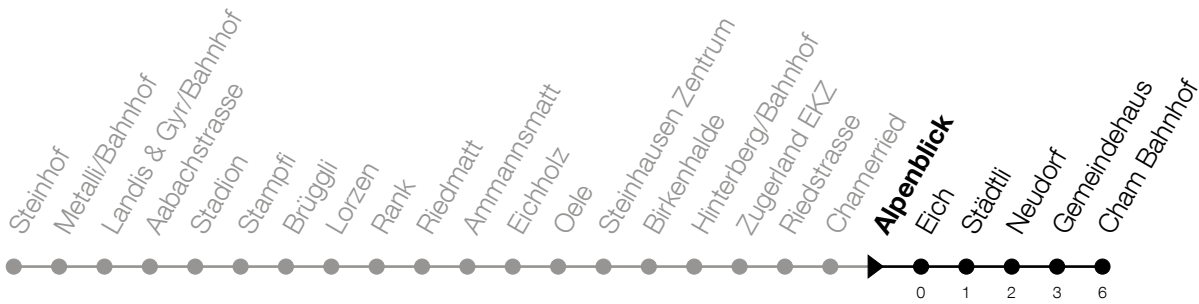 Steinhof
Metalli/Bahnhof
Landis & Gyr/Bahnhof
Aabachstrasse
Stadion
Stampfi
Brüggli
Lorzen
Rank
Riedmatt
Ammannsmatt
Eichholz
Oele
Steinhausen Zentrum
Birkenhalde
Hinterberg/Bahnhof
Zugerland EKZ
Riedstrasse
Chamerried
Alpenblick
Eich
Städtli
Neudorf
Gemeindehaus
Cham Bahnhof
0 1 2 3 6